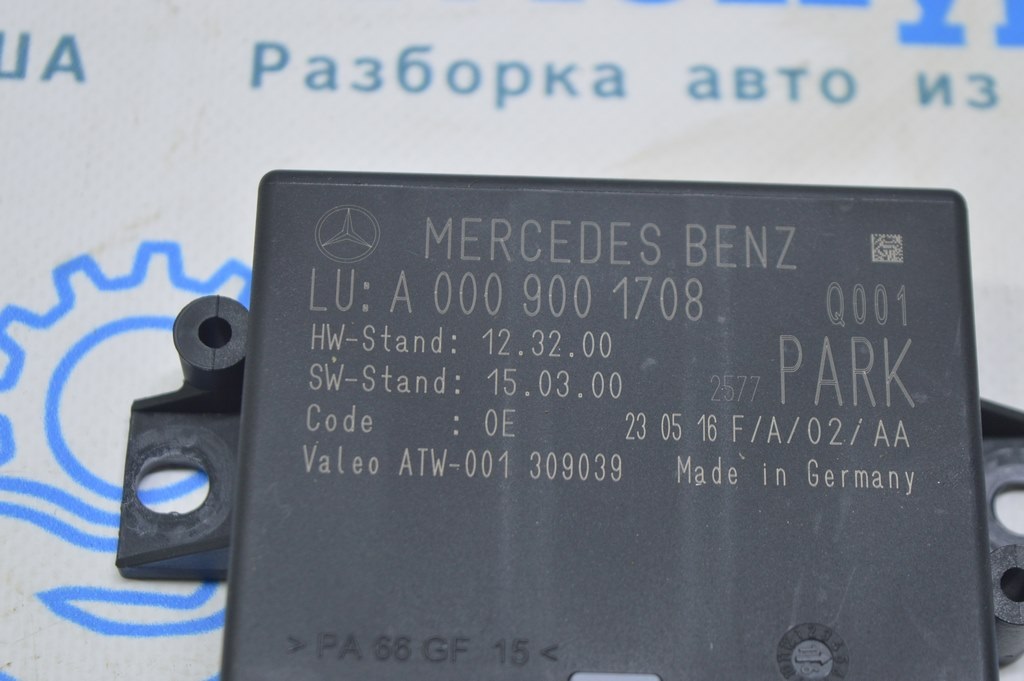 ША Разборка авто из
MERCEDES BENZ
LU: A 000 900 1708 Q001
HW-Stand: 12.32.00
SW-Stand: 15.03.00 2577 PARK
Code : 0E 23 05 16 F/A/02/AA
Valeo ATW-001 309039 Made in Germany
>PA 66 GF 15<